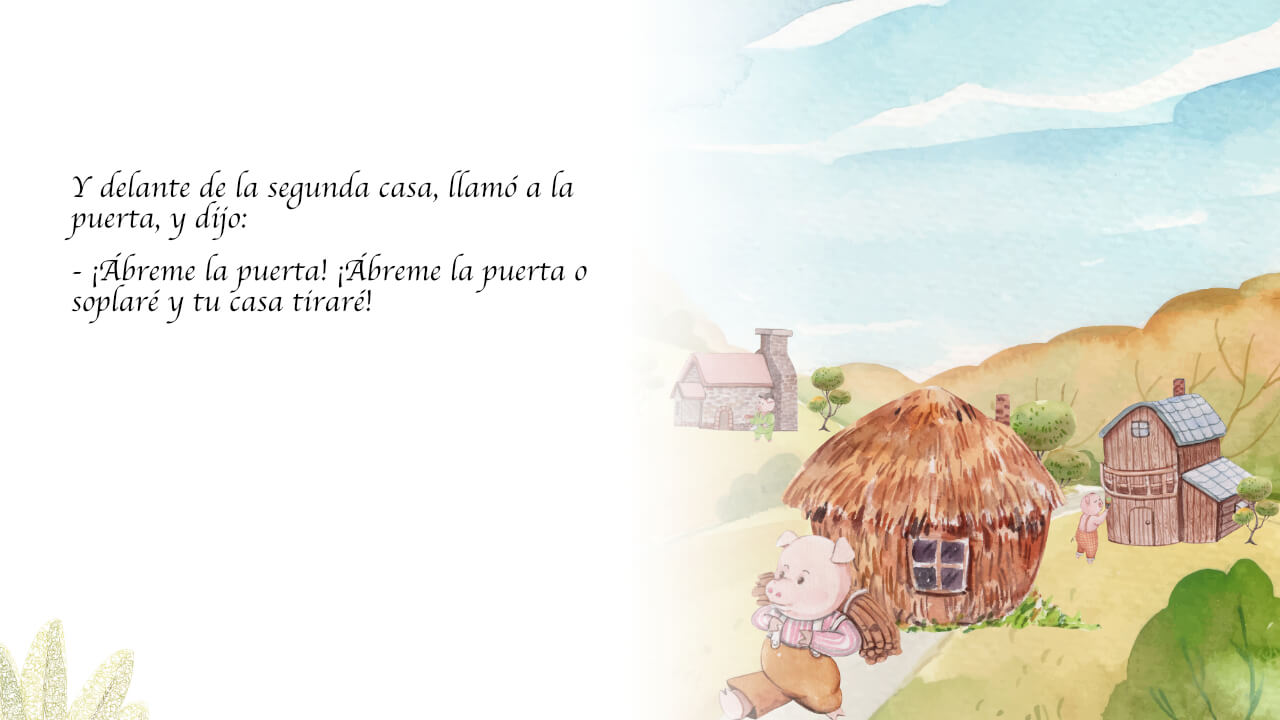 Y delante de la segunda casa, llamó a la
puerta, y dijo:
- ¡Ábreme la puerta! ¡Ábreme la puerta o
soplaré y tu casa tiraré!